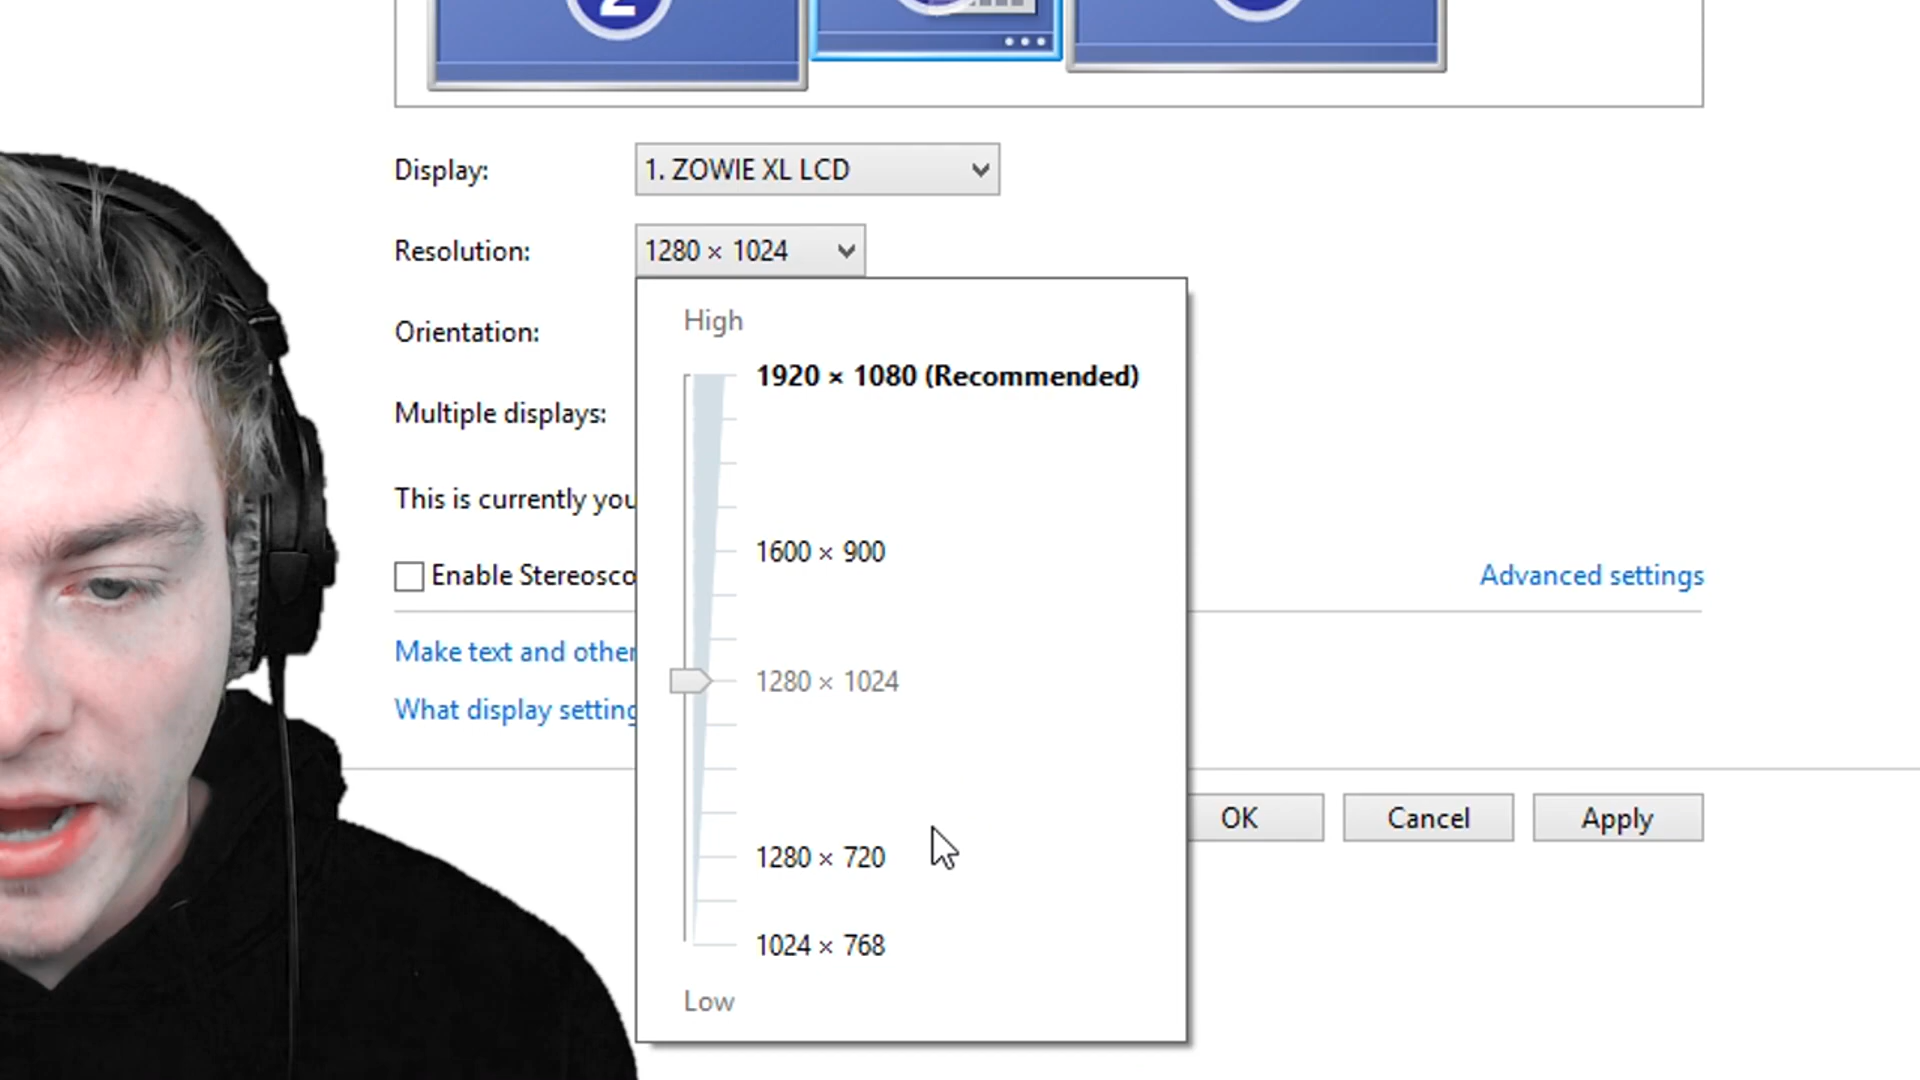 2
Display:
1. ZOWIE XL LCD
Resolution:
1280 × 1024
High
Orientation:
1920 × 1080 (Recommended)
Multiple displays:
This is currently you
1600 × 900
Enable Stereosco
Advanced settings
Make text and other
1280 × 1024
What display setting
OK
Cancel
Apply
1280 × 720
1024 × 768
Low